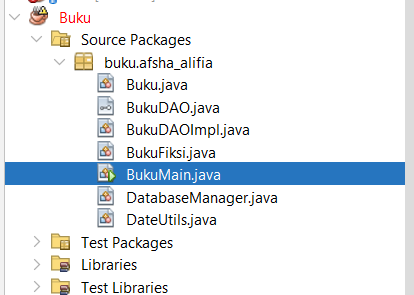 Buku
Source Packages
buku.afsha_alifia
Buku.java
BukuDAO.java
BukuDAOImpl.java
BukuFiksi.java
BukuMain.java
DatabaseManager.java
DateUtils.java
Test Packages
Libraries
Test Libraries